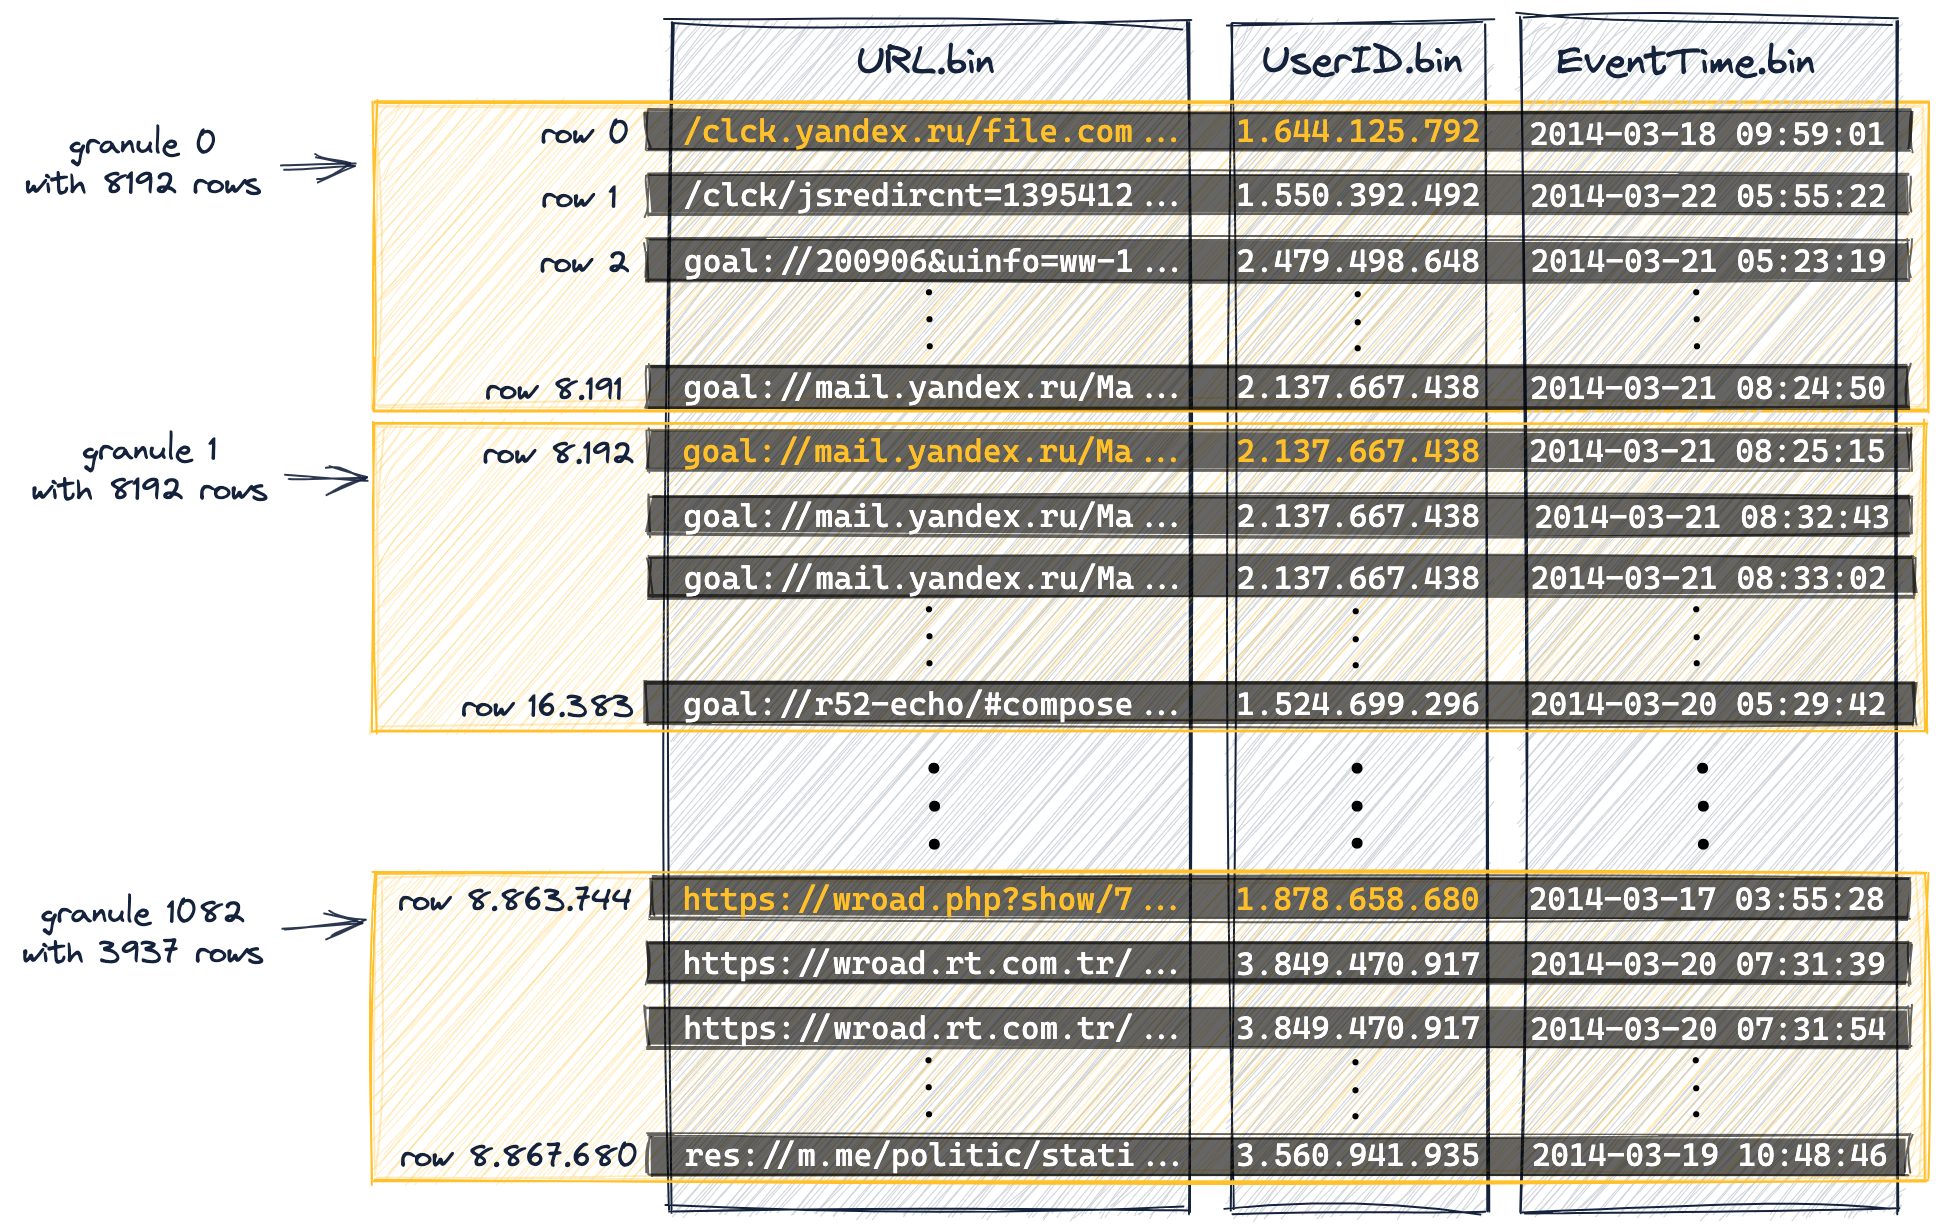 URL.bin UserID.bin EventTime.bin
granule 0
with 8192 rows
row 0 /clck.yandex.ru/file.com ... 1.644.125.792 2014-03-18 09:59:01
row 1 /clck/jsredircnt=1395412 ... 1.550.392.492 2014-03-22 05:55:22
row 2 goal://200906&uinfo=ww-1 ... 2.479.498.648 2014-03-21 05:23:19
row 8.191 goal://mail.yandex.ru/Ma ... 2.137.667.438 2014-03-21 08:24:50
granule 1
with 8192 rows
row 8.192 goal://mail.yandex.ru/Ma ... 2.137.667.438 2014-03-21 08:25:15
goal://mail.yandex.ru/Ma ... 2.137.667.438 2014-03-21 08:32:43
goal://mail.yandex.ru/Ma ... 2.137.667.438 2014-03-21 08:33:02
row 16.383 goal://r52-echo/#compose ... 1.524.699.296 2014-03-20 05:29:42
granule 1082
with 3937 rows
row 8.863.744 https://wroad.php?show/7 ... 1.878.658.680 2014-03-17 03:55:28
https://wroad.rt.com.tr/ ... 3.849.470.917 2014-03-20 07:31:39
https://wroad.rt.com.tr/ ... 3.849.470.917 2014-03-20 07:31:54
row 8.867.680 res://m.me/politic/stati ... 3.560.941.935 2014-03-19 10:48:46